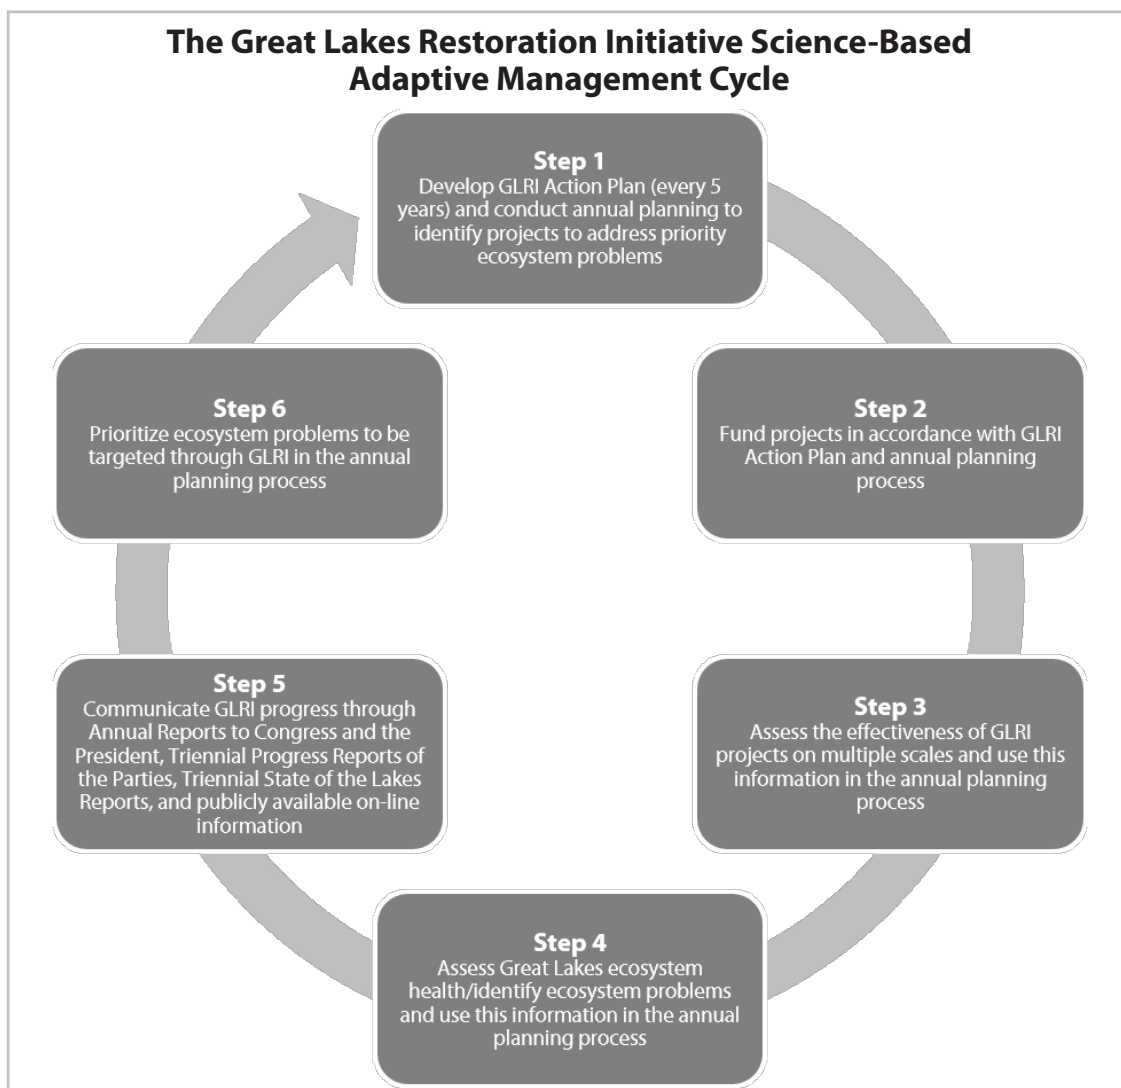 The Great Lakes Restoration Initiative Science-Based
Adaptive Management Cycle
Step 1
Develop GLRI Action Plan (every 5
years) and conduct annual planning to
identify projects to address priority
ecosystem problems
Step 2
Fund projects in accordance with GLRI
Action Plan and annual planning
process
Step 3
Assess the effectiveness of GLRI
projects on multiple scales and use this
information in the annual planning
process
Step 4
Assess Great Lakes ecosystem
health/identify ecosystem problems
and use this information in the annual
planning process
Step 5
Communicate GLRI progress through
Annual Reports to Congress and the
President, Triennial Progress Reports of
the Parties, Triennial State of the Lakes
Reports, and publicly available on-line
information
Step 6
Prioritize ecosystem problems to be
targeted through GLRI in the annual
planning process